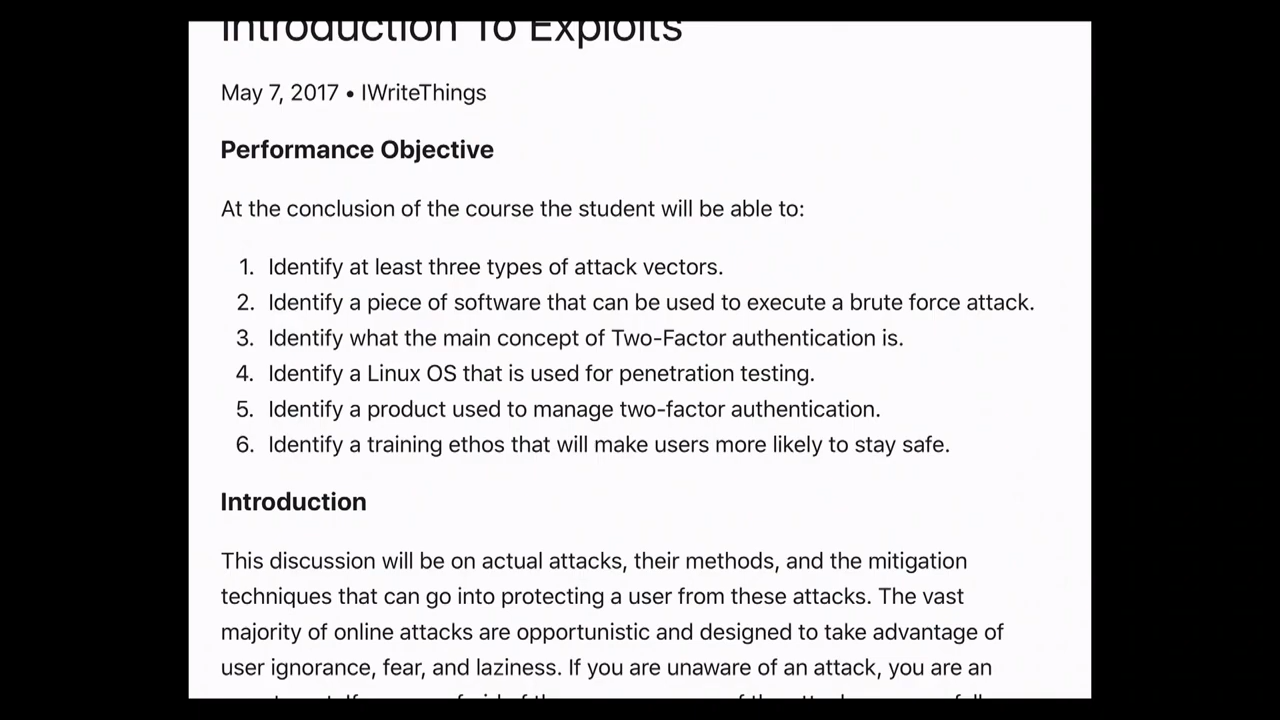 Introduction To Exploits
May 7, 2017 • IWriteThings
Performance Objective
At the conclusion of the course the student will be able to:
1. Identify at least three types of attack vectors.
2. Identify a piece of software that can be used to execute a brute force attack.
3. Identify what the main concept of Two-Factor authentication is.
4. Identify a Linux OS that is used for penetration testing.
5. Identify a product used to manage two-factor authentication.
6. Identify a training ethos that will make users more likely to stay safe.
Introduction
This discussion will be on actual attacks, their methods, and the mitigation
techniques that can go into protecting a user from these attacks. The vast
majority of online attacks are opportunistic and designed to take advantage of
user ignorance, fear, and laziness. If you are unaware of an attack, you are an